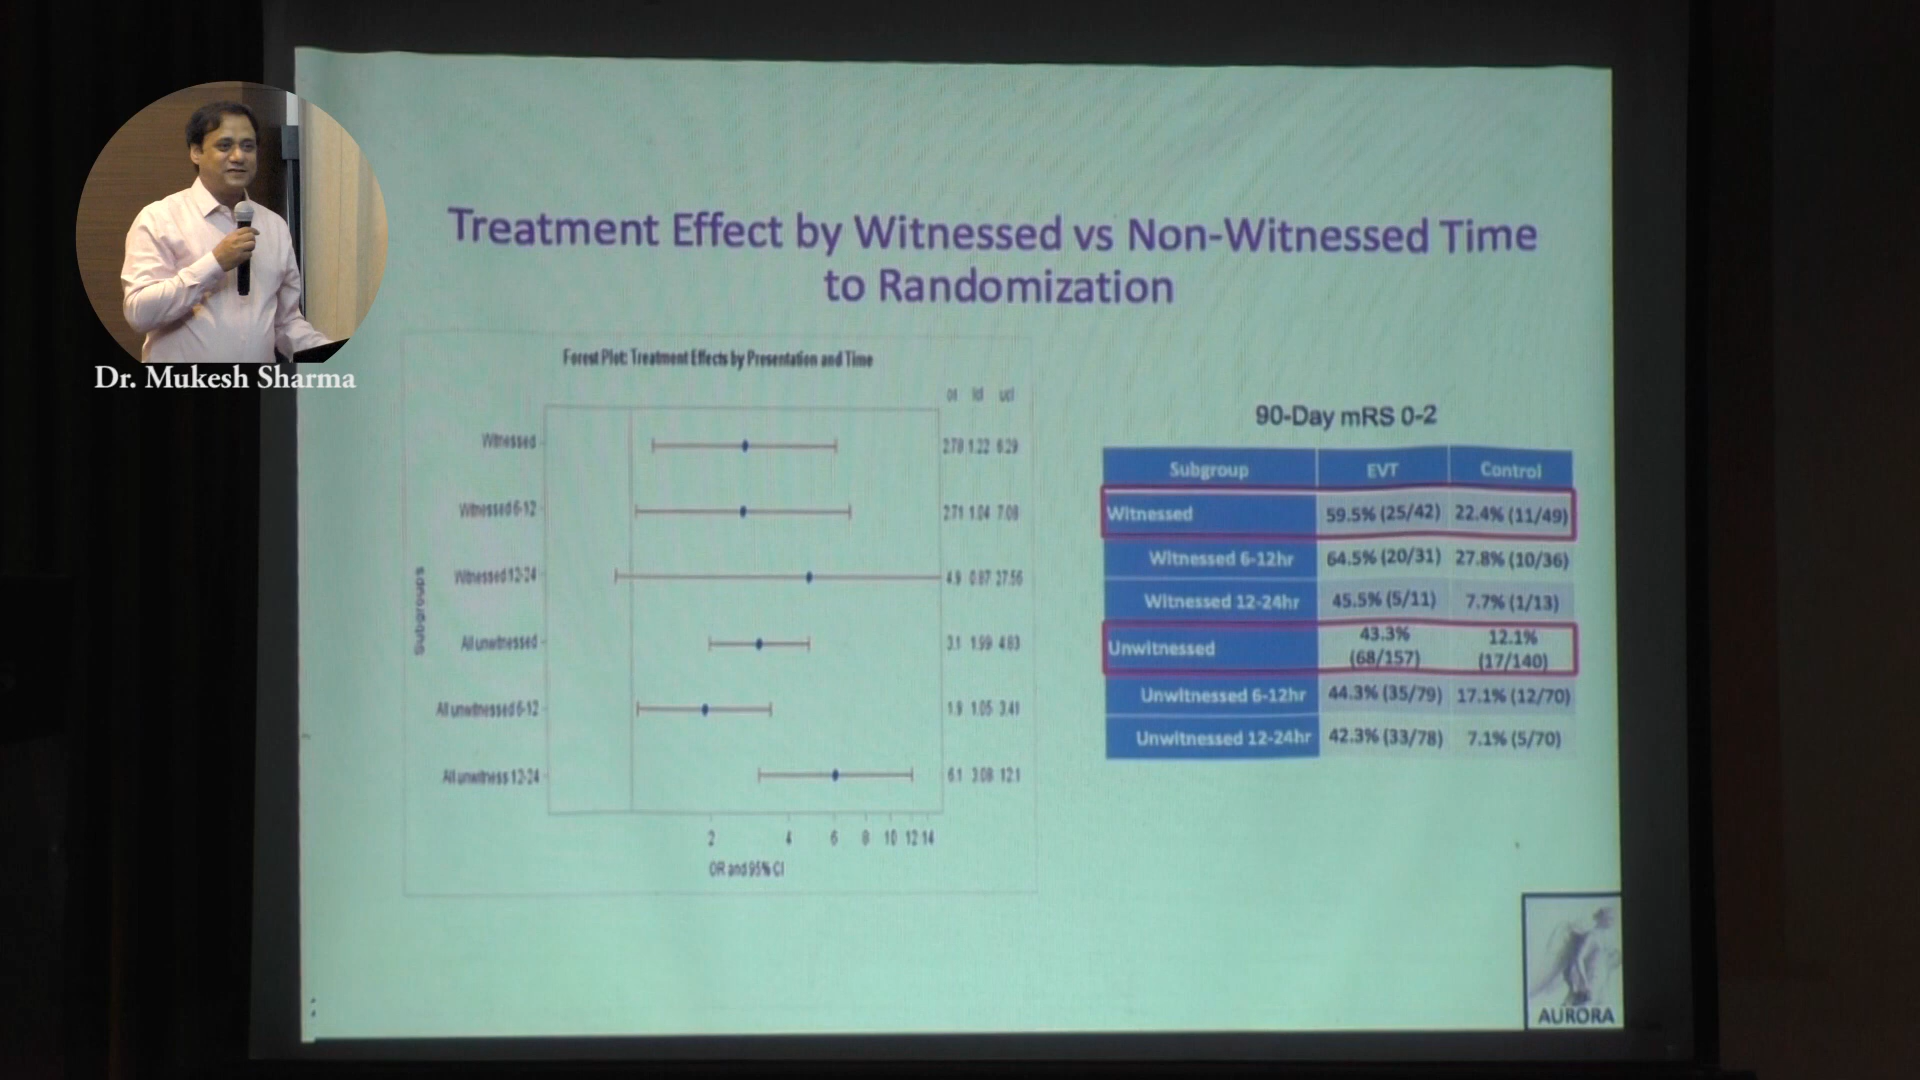 Dr. Mukesh Sharma
Treatment Effect by Witnessed vs Non-Witnessed Time
to Randomization
Forest Plot: Treatment Effects by Presentation and Time
or lcl ucl
Witnessed 2.78 1.22 6.29
Witnessed 6-12 2.71 1.04 7.08
Witnessed 12-24 4.9 0.87 27.56
All unwitnessed 3.1 1.99 4.83
All unwitnessed 6-12 1.9 1.05 3.41
All unwitness 12-24 6.1 3.08 12.1
Subgroups
2 4 6 8 10 12 14
OR and 95% CI
90-Day mRS 0-2
Subgroup EVT Control
Witnessed 59.5% (25/42) 22.4% (11/49)
Witnessed 6-12hr 64.5% (20/31) 27.8% (10/36)
Witnessed 12-24hr 45.5% (5/11) 7.7% (1/13)
Unwitnessed 43.3% (68/157) 12.1% (17/140)
Unwitnessed 6-12hr 44.3% (35/79) 17.1% (12/70)
Unwitnessed 12-24hr 42.3% (33/78) 7.1% (5/70)
AURORA